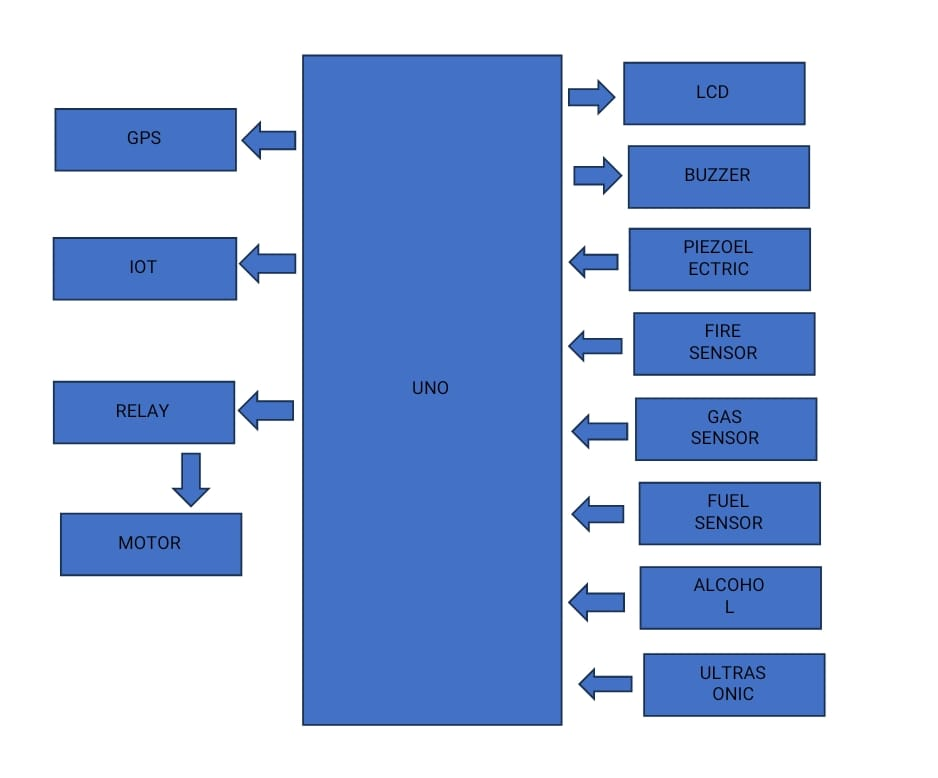 LCD
GPS
BUZZER
PIEZOEL
ECTRIC
IOT
FIRE
SENSOR
UNO
RELAY
GAS
SENSOR
FUEL
SENSOR
MOTOR
ALCOHO
L
ULTRAS
ONIC